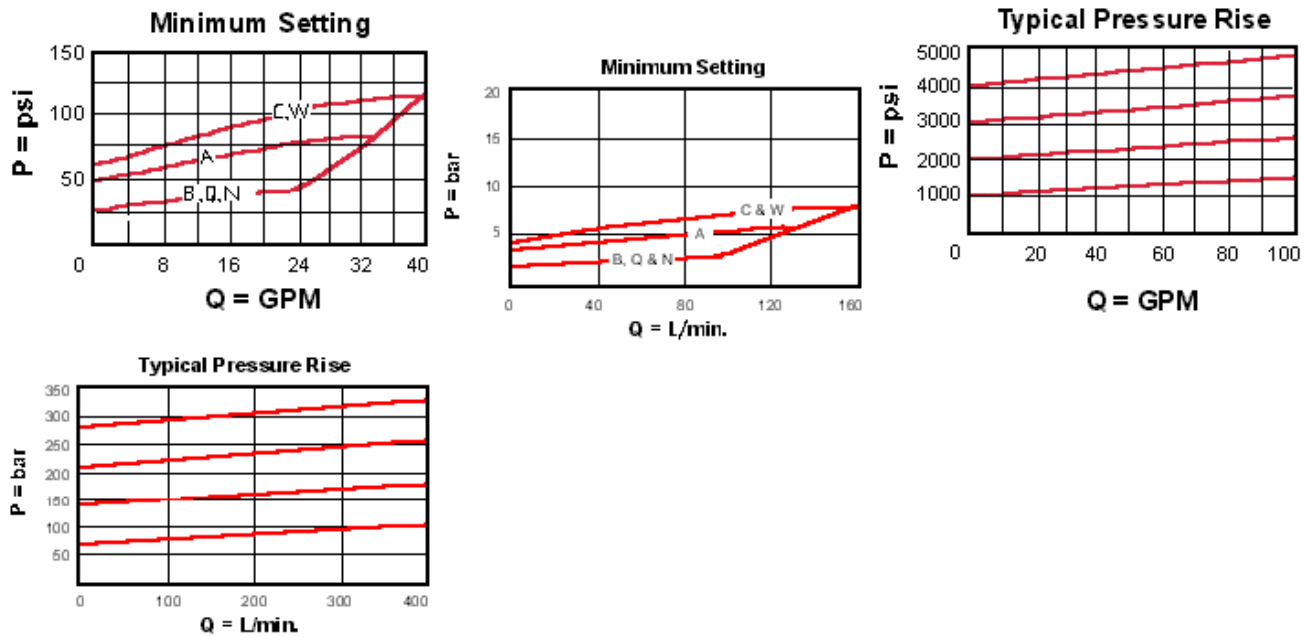 Minimum Setting
150
100
50
P = psi
C,W
A
B,Q,N
0 8 16 24 32 40
Q = GPM
Minimum Setting
20
15
10
5
P = bar
C & W
A
B, Q & N
0 40 80 120 160
Q = L/min.
Typical Pressure Rise
5000
4000
3000
2000
1000
P = psi
0 20 40 60 80 100
Q = GPM
Typical Pressure Rise
350
300
250
200
150
100
50
P = bar
0 100 200 300 400
Q = L/min.